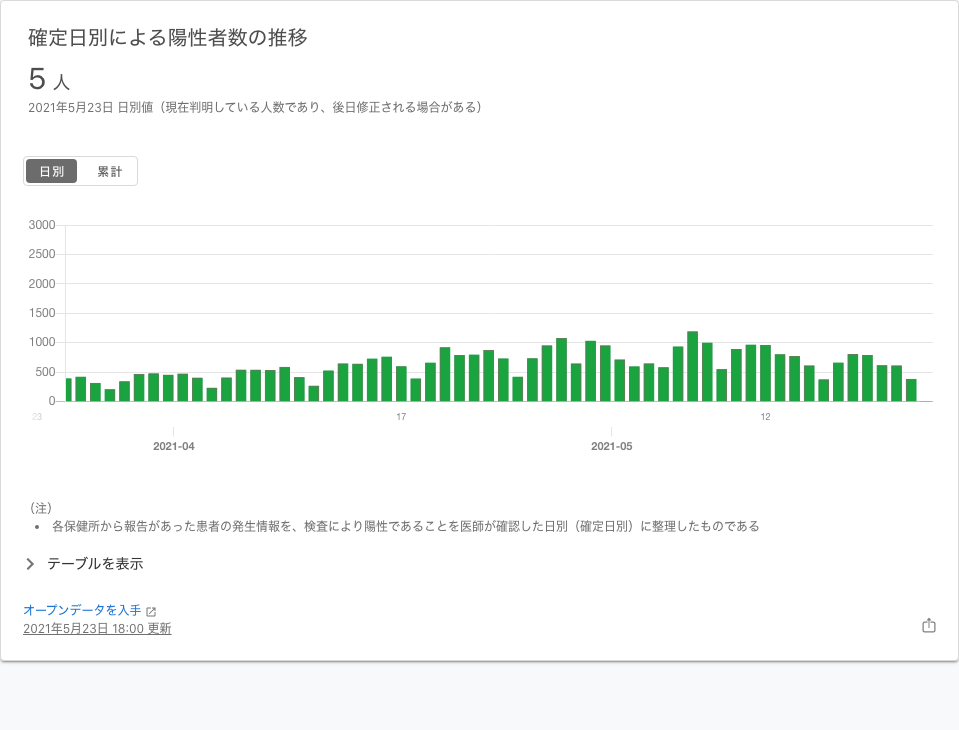 確定日別による陽性者数の推移
5 人
2021年5月23日 日別値（現在判明している人数であり、後日修正される場合がある）
日別 累計
3000
2500
2000
1500
1000
500
0
23 17 12
2021-04 2021-05
（注）
• 各保健所から報告があった患者の発生情報を、検査により陽性であることを医師が確認した日別（確定日別）に整理したものである
テーブルを表示
オープンデータを入手
2021年5月23日 18:00 更新